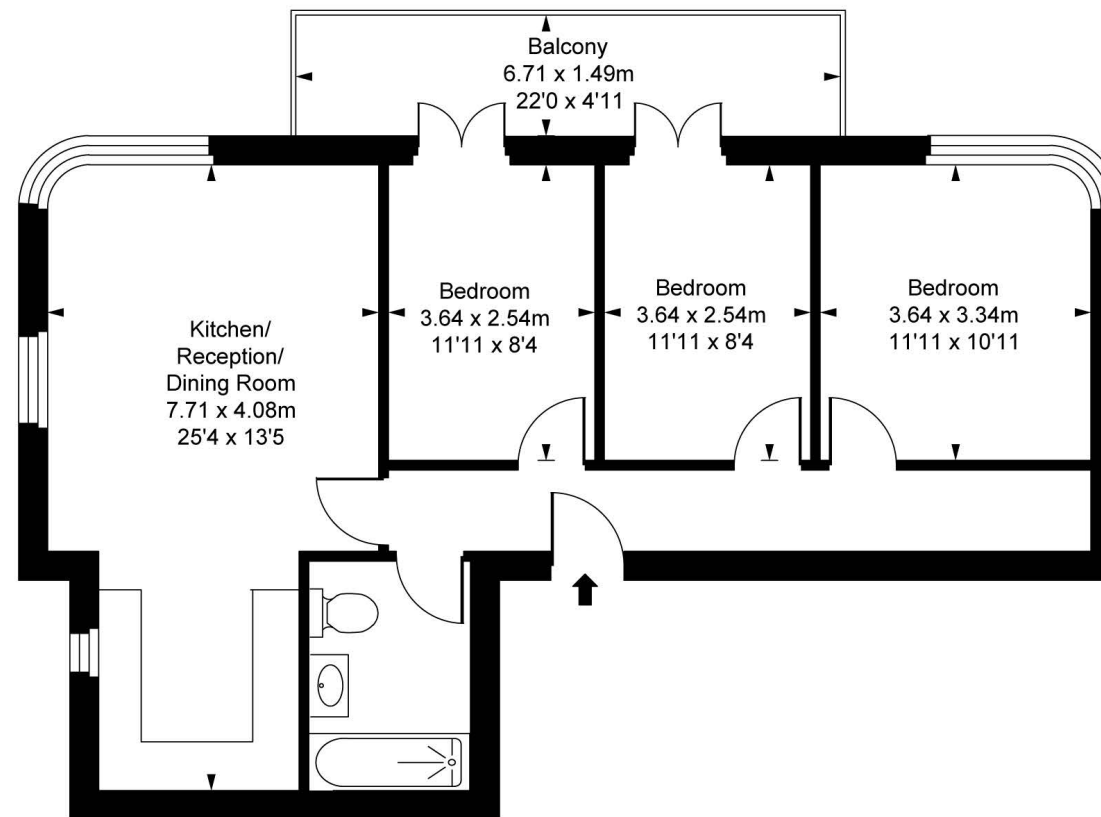 Balcony
6.71 x 1.49m
22'0 x 4'11
Kitchen/
Reception/
Dining Room
7.71 x 4.08m
25'4 x 13'5
Bedroom
3.64 x 2.54m
11'11 x 8'4
Bedroom
3.64 x 2.54m
11'11 x 8'4
Bedroom
3.64 x 3.34m
11'11 x 10'11